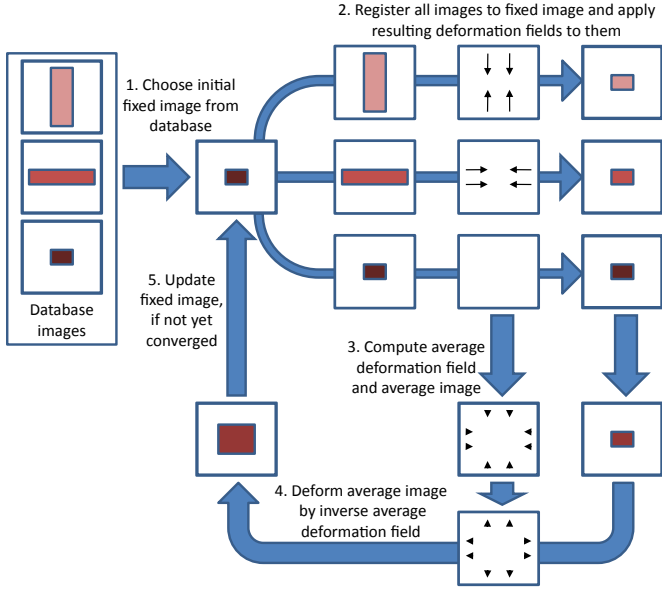 2. Register all images to fixed image and apply
resulting deformation fields to them
1. Choose initial
fixed image from
database
Database
images
5. Update
fixed image,
if not yet
converged
3. Compute average
deformation field
and average image
4. Deform average image
by inverse average
deformation field